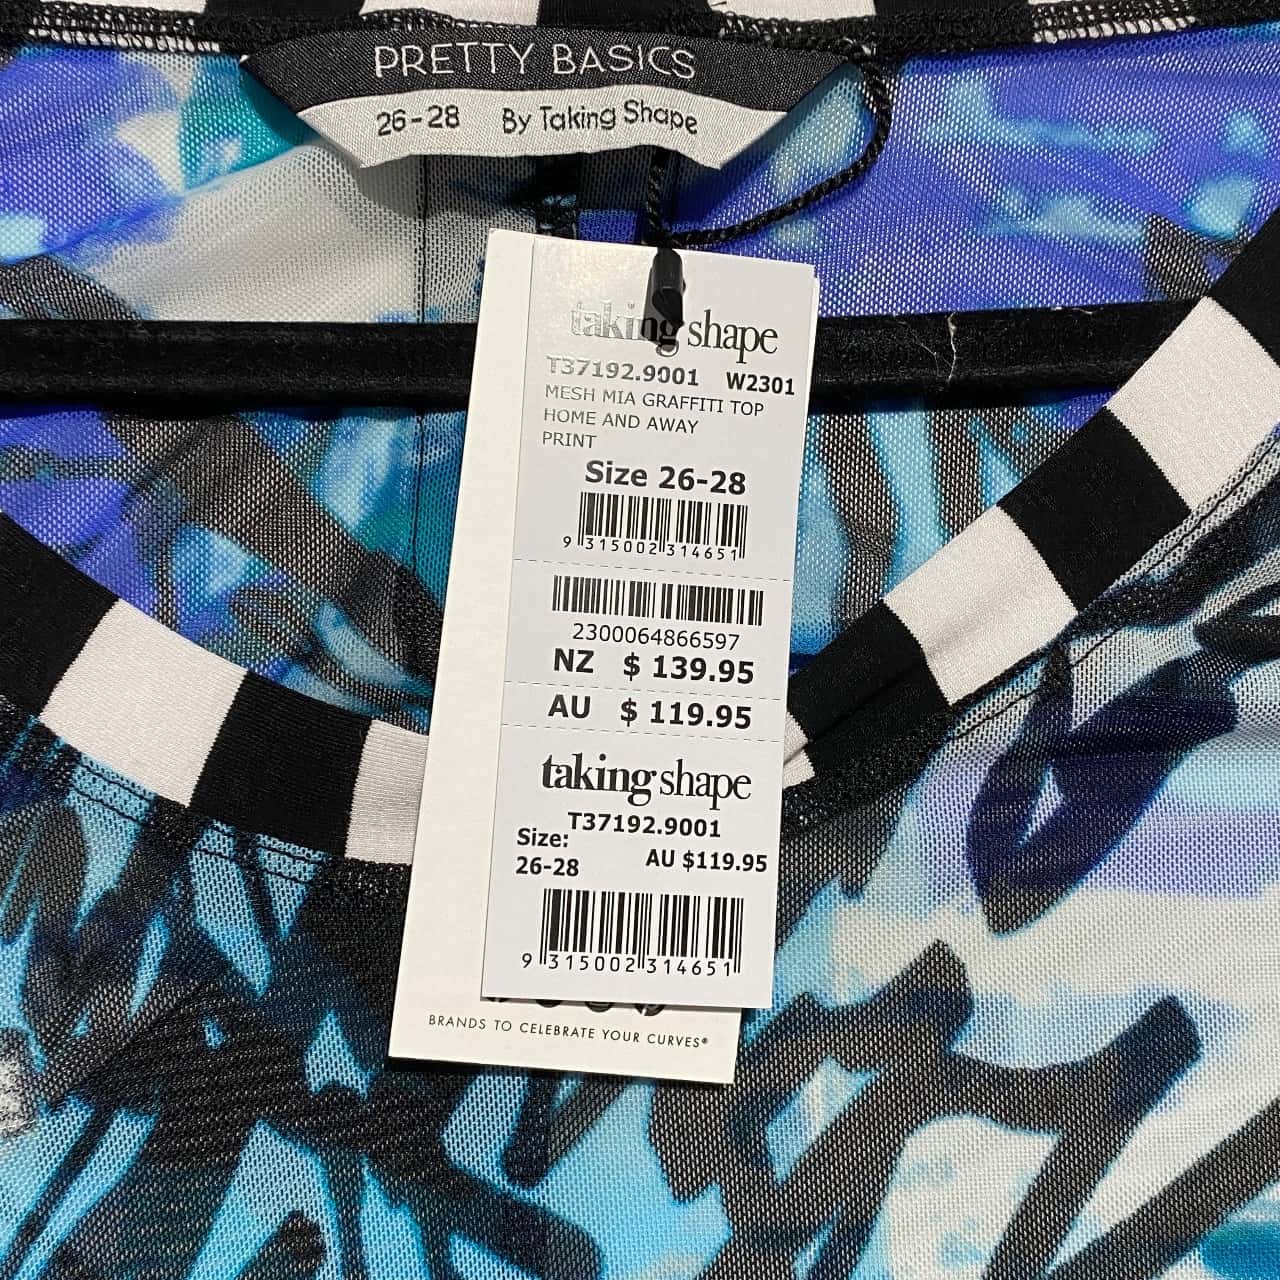 PRETTY BASICS
26-28 By Taking Shape
taking shape
T37192.9001 W2301
MESH MIA GRAFFITI TOP
HOME AND AWAY
PRINT
Size 26-28
9 315002 314651
2300064866597
NZ $ 139.95
AU $ 119.95
taking shape
T37192.9001
Size:
26-28 AU $119.95
9 315002 314651
BRANDS TO CELEBRATE YOUR CURVES®